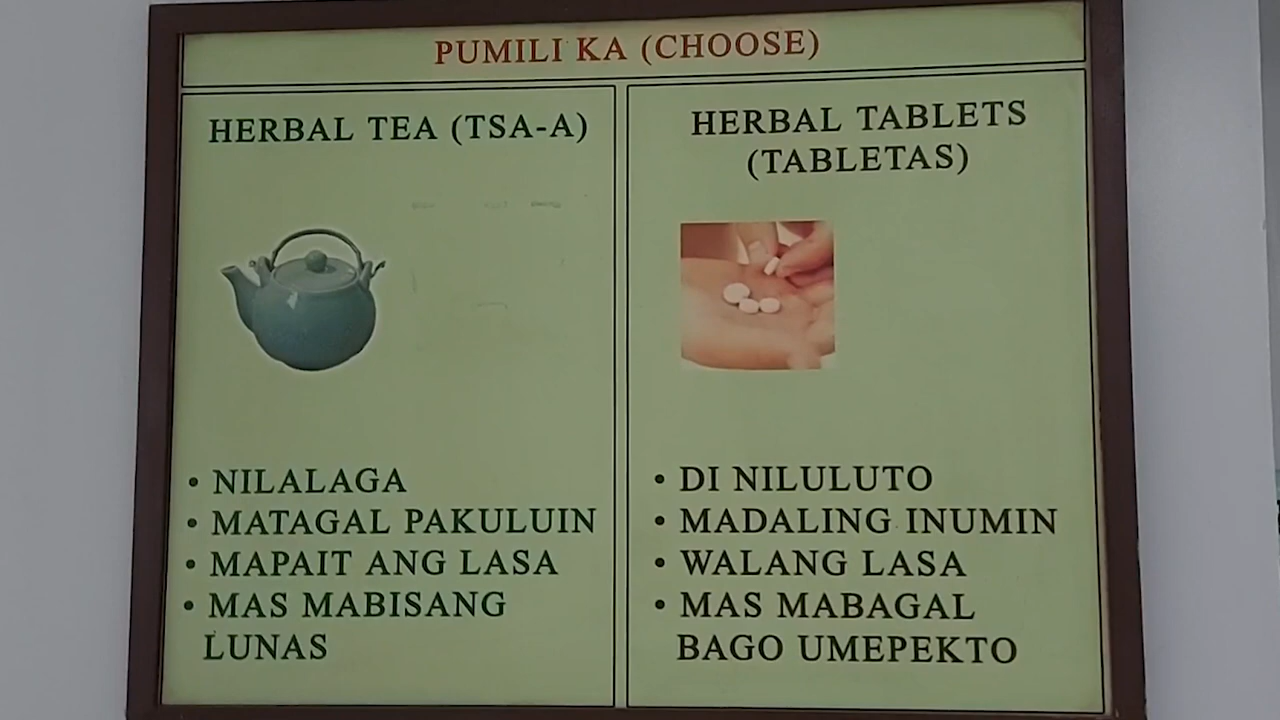 PUMILI KA (CHOOSE)
HERBAL TEA (TSA-A)
• NILALAGA
• MATAGAL PAKULUIN
• MAPAIT ANG LASA
• MAS MABISANG
LUNAS
HERBAL TABLETS
(TABLETAS)
• DI NILULUTO
• MADALING INUMIN
• WALANG LASA
• MAS MABAGAL
BAGO UMEPEKTO